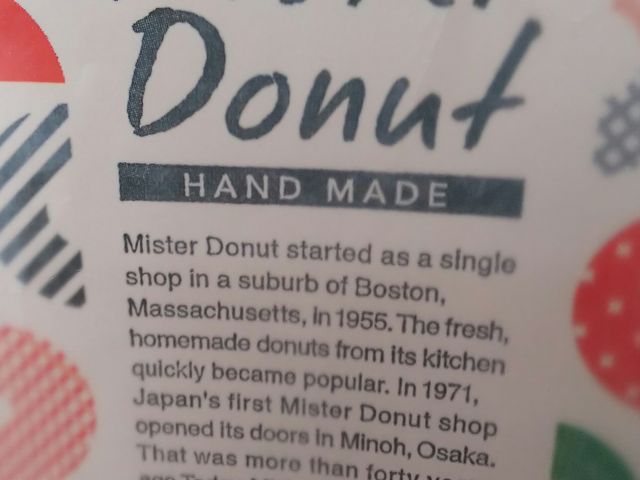 Donut
HAND MADE
Mister Donut started as a single
shop in a suburb of Boston,
Massachusetts, in 1955. The fresh,
homemade donuts from its kitchen
quickly became popular. In 1971,
Japan's first Mister Donut shop
opened its doors in Minoh, Osaka.
That was more than forty